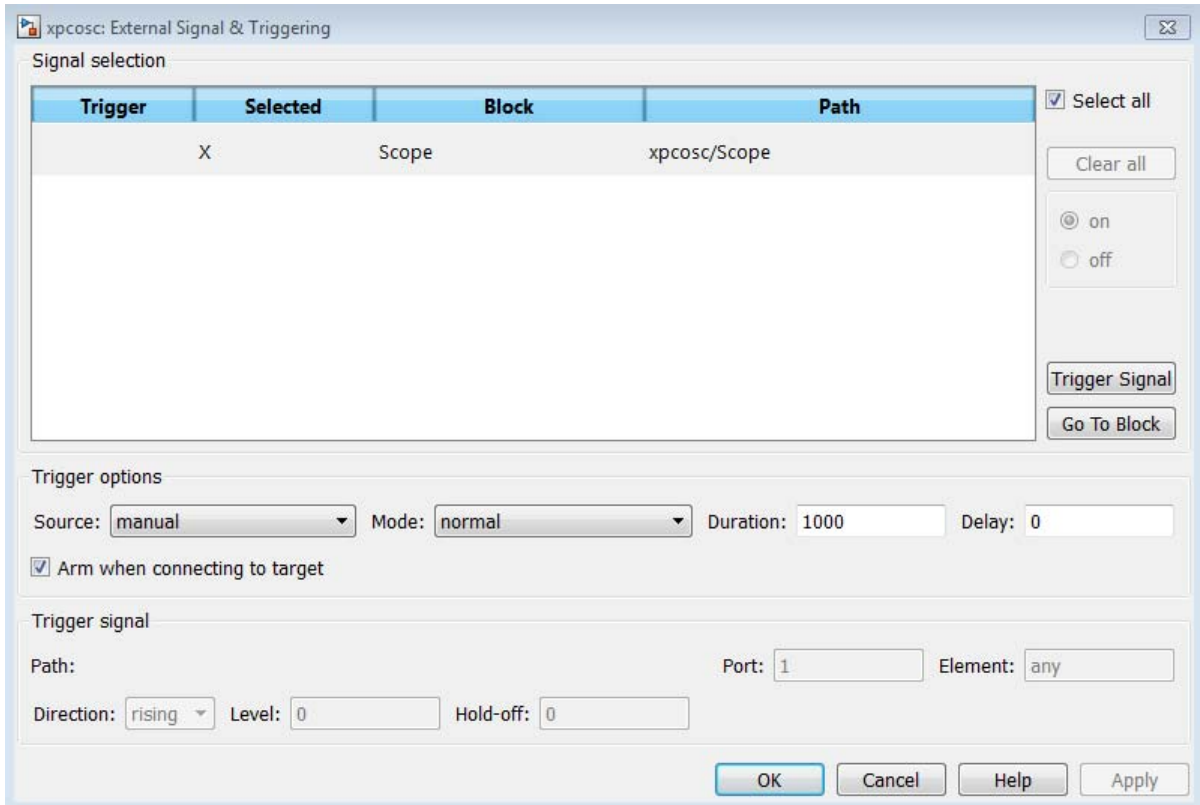 xpcosc: External Signal & Triggering
Signal selection
Trigger Selected Block Path
X Scope xpcosc/Scope
Select all
Clear all
on
off
Trigger Signal
Go To Block
Trigger options
Source: manual Mode: normal Duration: 1000 Delay: 0
Arm when connecting to target
Trigger signal
Path: Port: 1 Element: any
Direction: rising Level: 0 Hold-off: 0
OK Cancel Help Apply